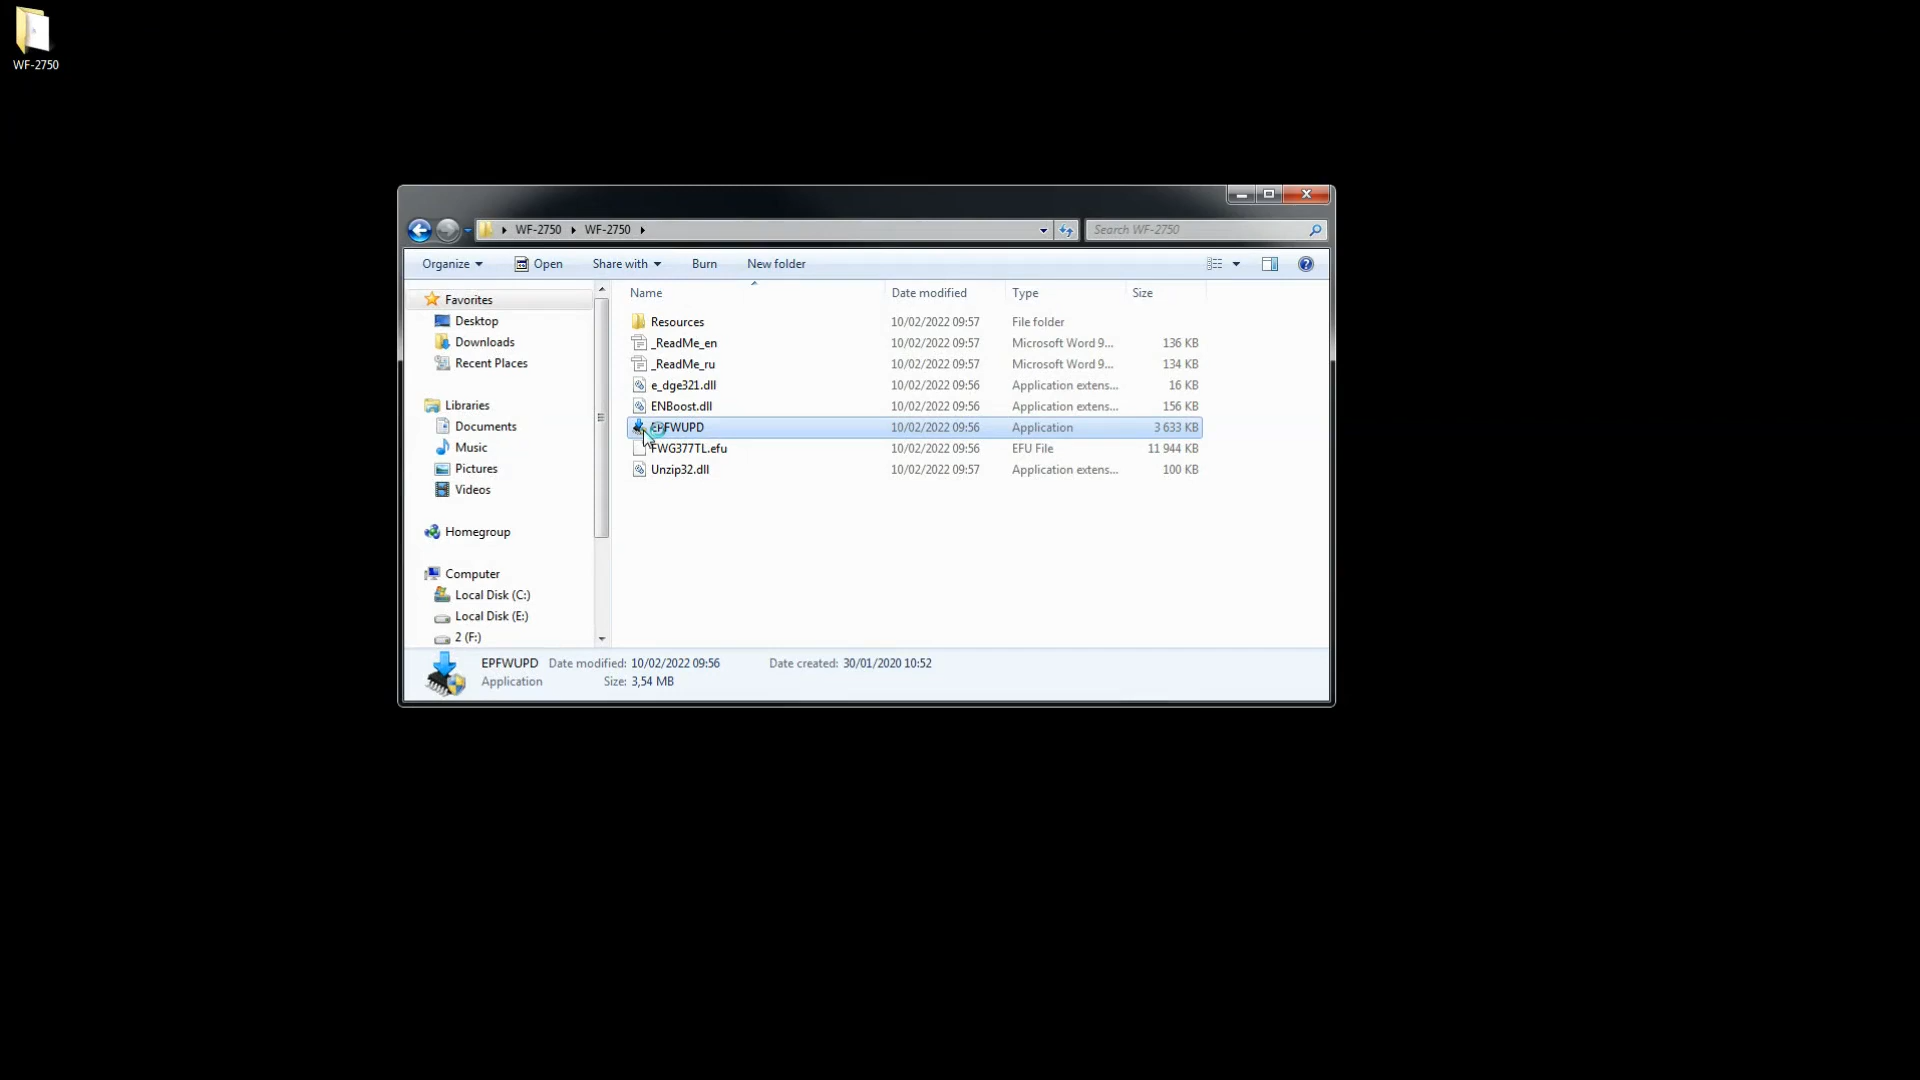 WF-2750
WF-2750 WF-2750
Search WF-2750
Organize Open Share with Burn New folder
Name Date modified Type Size
Favorites
Desktop
Downloads
Recent Places
Libraries
Documents
Music
Pictures
Videos
Homegroup
Computer
Local Disk (C:)
Local Disk (E:)
2 (F:)
Resources 10/02/2022 09:57 File folder
_ReadMe_en 10/02/2022 09:57 Microsoft Word 9... 136 KB
_ReadMe_ru 10/02/2022 09:57 Microsoft Word 9... 134 KB
e_dge321.dll 10/02/2022 09:56 Application extens... 16 KB
ENBoost.dll 10/02/2022 09:56 Application extens... 156 KB
EPFWUPD 10/02/2022 09:56 Application 3 633 KB
FWG377TL.efu 10/02/2022 09:56 EFU File 11 944 KB
Unzip32.dll 10/02/2022 09:57 Application extens... 100 KB
EPFWUPD Date modified: 10/02/2022 09:56 Date created: 30/01/2020 10:52
Application Size: 3,54 MB